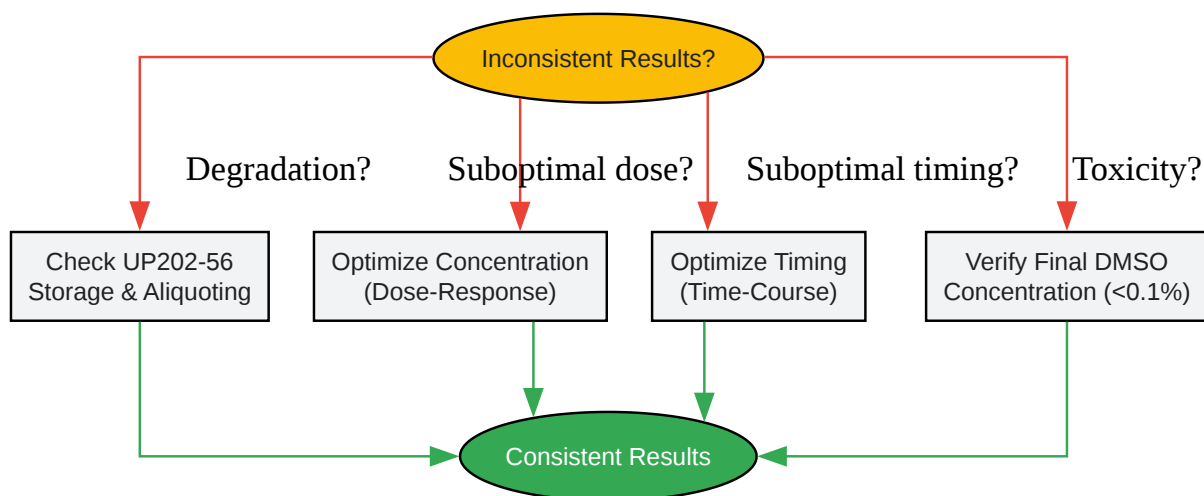 Inconsistent Results?
Degradation?
Suboptimal dose?
Suboptimal timing?
Toxicity?
Check UP202-56
Storage & Aliquoting
Optimize Concentration
(Dose-Response)
Optimize Timing
(Time-Course)
Verify Final DMSO
Concentration (<0.1%)
Consistent Results